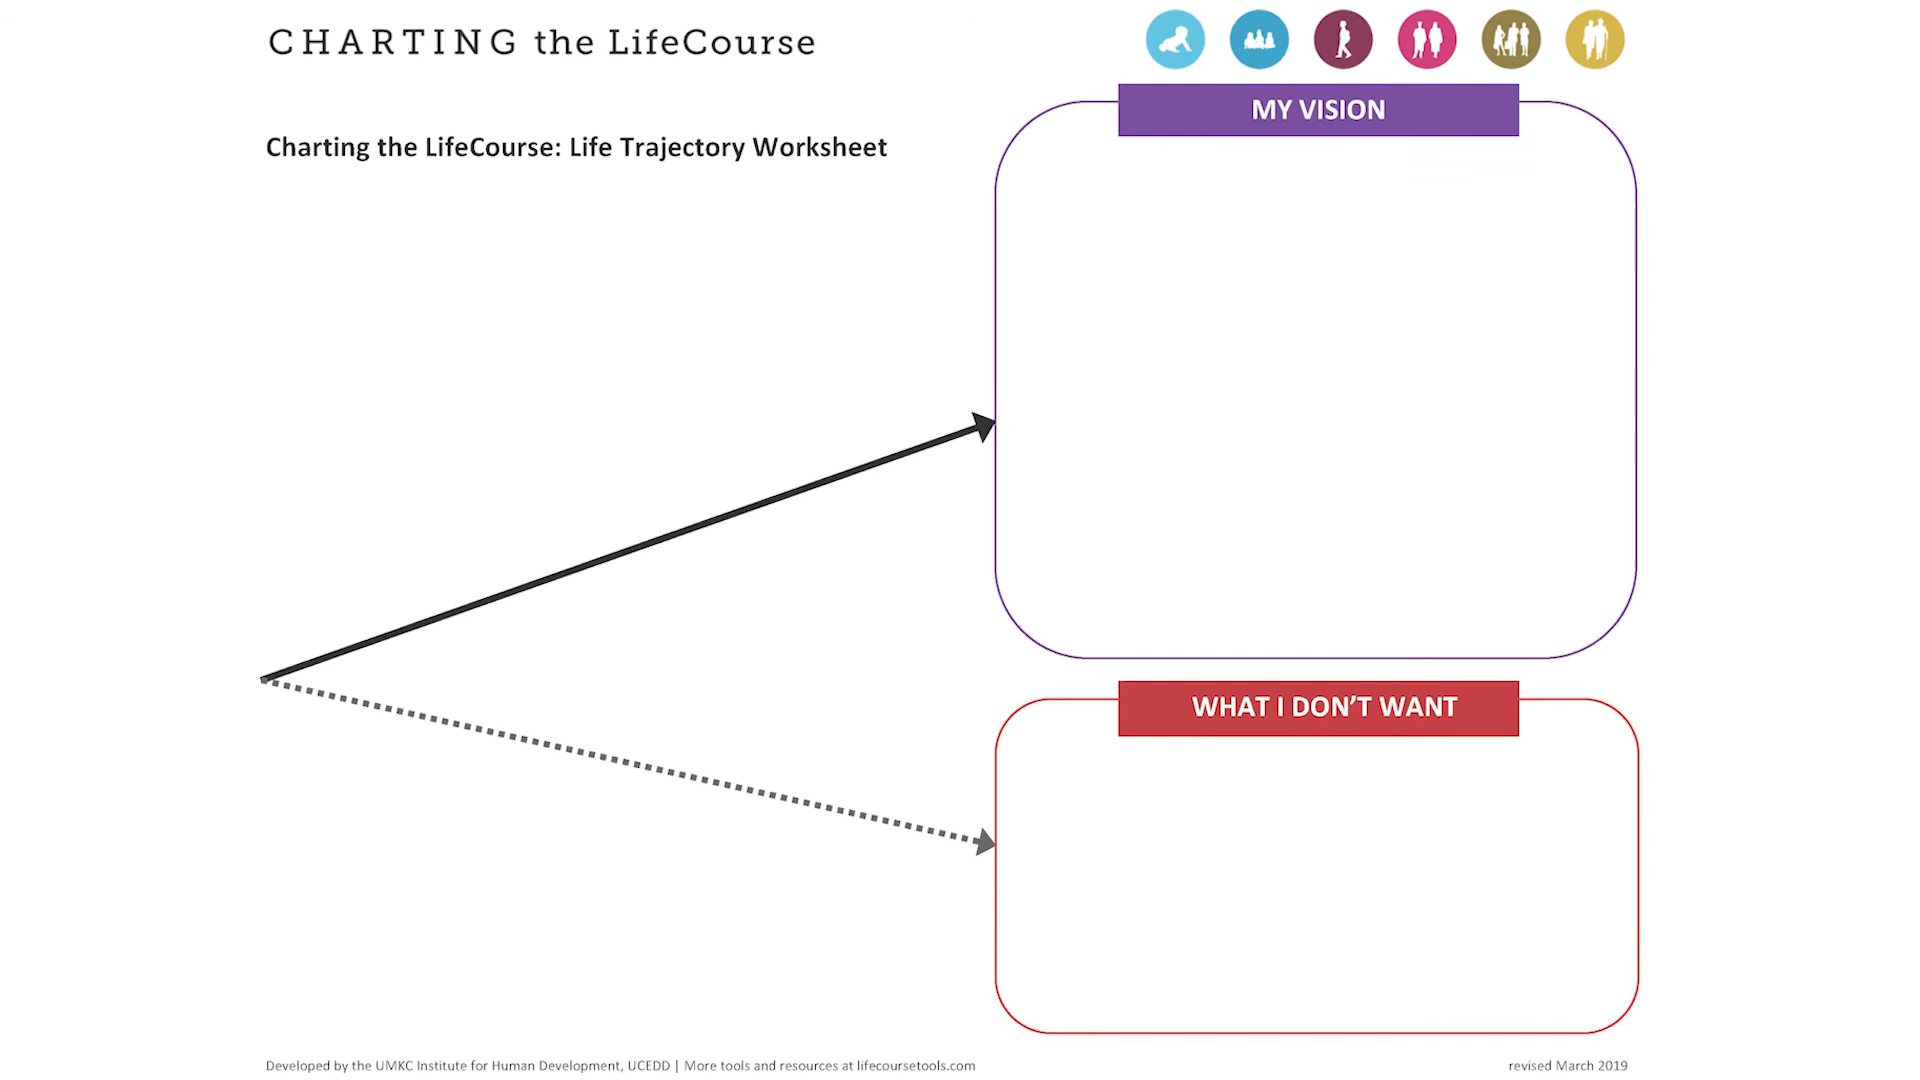 CHARTING the LifeCourse
MY VISION
Charting the LifeCourse: Life Trajectory Worksheet
WHAT I DON’T WANT
Developed by the UMKC Institute for Human Development, UCEDD | More tools and resources at lifecoursetools.com
revised March 2019